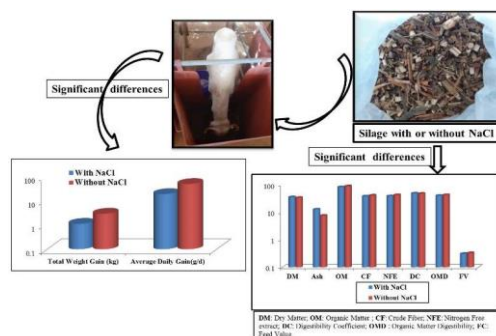 Significant differences
Silage with or without NaCl
Significant differences
With NaCl
Without NaCl
100
10
1
0.1
Total Weight Gain (kg)
Average Daily Gain(g/d)
100
10
1
0.1
DM
Ash
OM
CF
NFE
DC
OMD
FV
With NaCl
Without NaCl
DM: Dry Matter; OM: Organic Matter ; CF: Crude Fiber; NFE: Nitrogen Free
extract; DC: Digestibility Coefficient; OMD : Organic Matter Digestibility; FC:
Feed Value